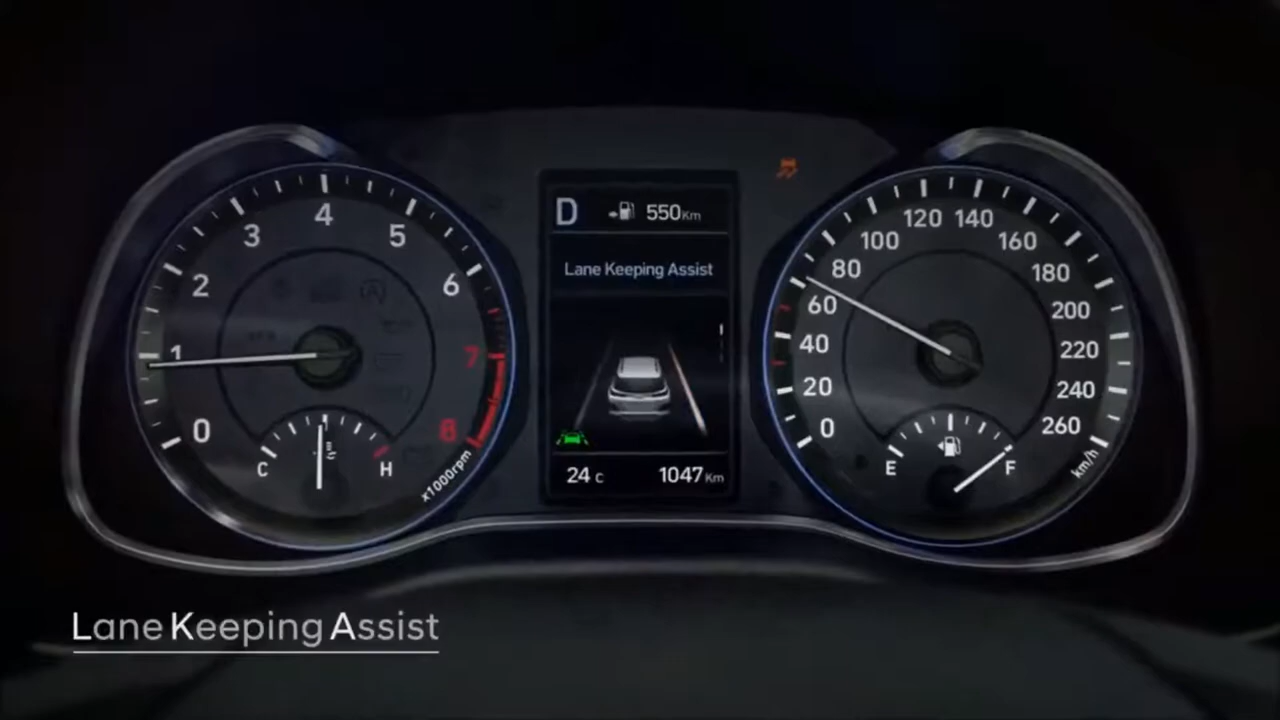 0
1
2
3
4
5
6
7
8
C
H
x1000rpm
D
550Km
Lane Keeping Assist
24 c
1047Km
0
20
40
60
80
100
120
140
160
180
200
220
240
260
km/h
E
F
Lane Keeping Assist